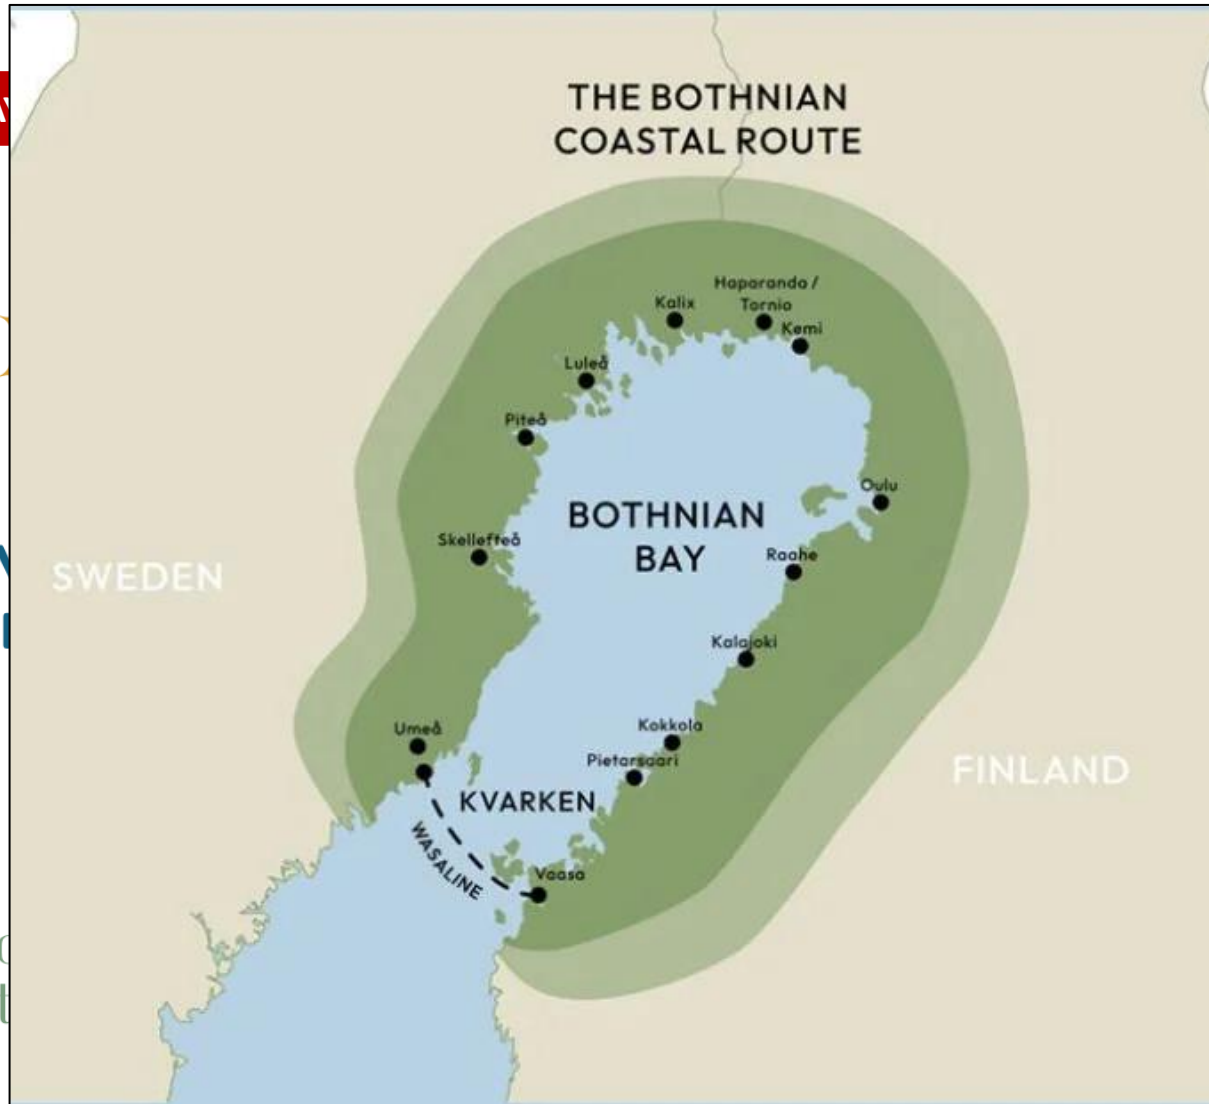 THE BOTHNIAN
COASTAL ROUTE
Haparanda /
Tornio
Kalix
Kemi
Luleå
Piteå
Oulu
BOTHNIAN
BAY
Skellefteå
Raahe
SWEDEN
Kalajoki
Umeå
Kokkola
Pietarsaari
FINLAND
KVARKEN
WASALINE
Vaasa